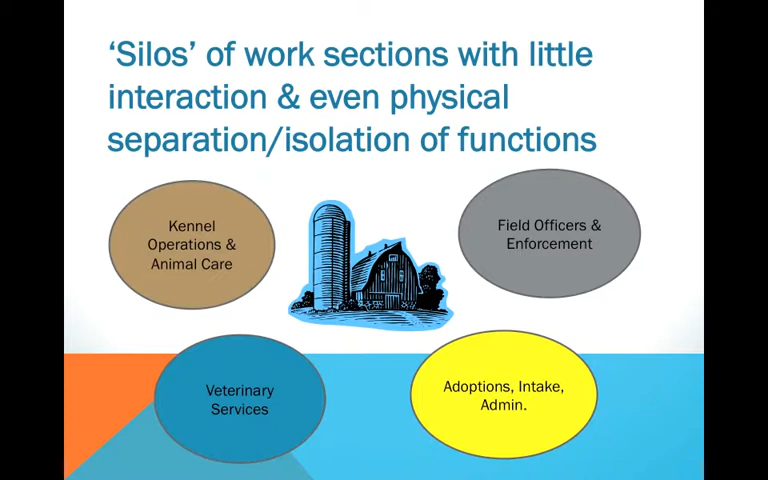 ‘Silos’ of work sections with little
interaction & even physical
separation/isolation of functions
Kennel
Operations &
Animal Care
Field Officers &
Enforcement
Veterinary
Services
Adoptions, Intake,
Admin.